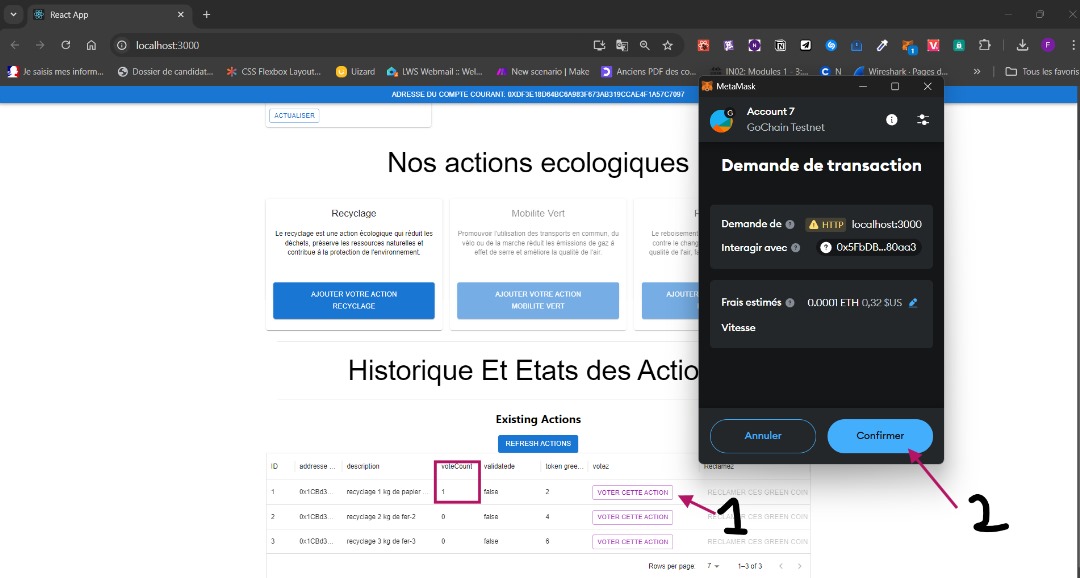 React App
localhost:3000
Je saisis mes inform...
Dossier de candidat...
CSS Flexbox Layout...
Uizard
LWS Webmail :: Wel...
New scenario | Make
Anciens PDF des co...
IN02: Modules 1 - 3:...
N
Wireshark · Pages d...
»
Tous les favoris
ADRESSE DU COMPTE COURANT: 0XDF3E18D64BC6A983F673AB319CCAE4F1A57C7097
ACTUALISER
Nos actions ecologiques
Recyclage
Le recyclage est une action écologique qui réduit les
déchets, préserve les ressources naturelles et
contribue à la protection de l'environnement.
AJOUTER VOTRE ACTION
RECYCLAGE
Mobilite Vert
Promouvoir l'utilisation des transports en commun, du
vélo ou de la marche réduit les émissions de gaz à
effet de serre et améliore la qualité de l'air.
AJOUTER VOTRE ACTION
MOBILITE VERT
Le reboisement
contre le chang
qualité de l'air, l
AJOUTER
Historique Et Etats des Actio
Existing Actions
REFRESH ACTIONS
ID addresse ... description voteCount validatede token gree... votez Reclamez
1 0x1CBd3... recyclage 1 kg de papier... 1 false 2 VOTER CETTE ACTION RECLAMER CES GREEN COIN
2 0x1CBd3... recyclage 2 kg de fer-2 0 false 4 VOTER CETTE ACTION RECLAMER CES GREEN COIN
3 0x1CBd3... recyclage 3 kg de fer-3 0 false 6 VOTER CETTE ACTION RECLAMER CES GREEN COIN
Rows per page: 7 1–3 of 3
MetaMask
Account 7
GoChain Testnet
Demande de transaction
Demande de HTTP localhost:3000
Interagir avec 0x5FbDB...80aa3
Frais estimés 0.0001 ETH 0,32 $US
Vitesse
Annuler
Confirmer
1
2